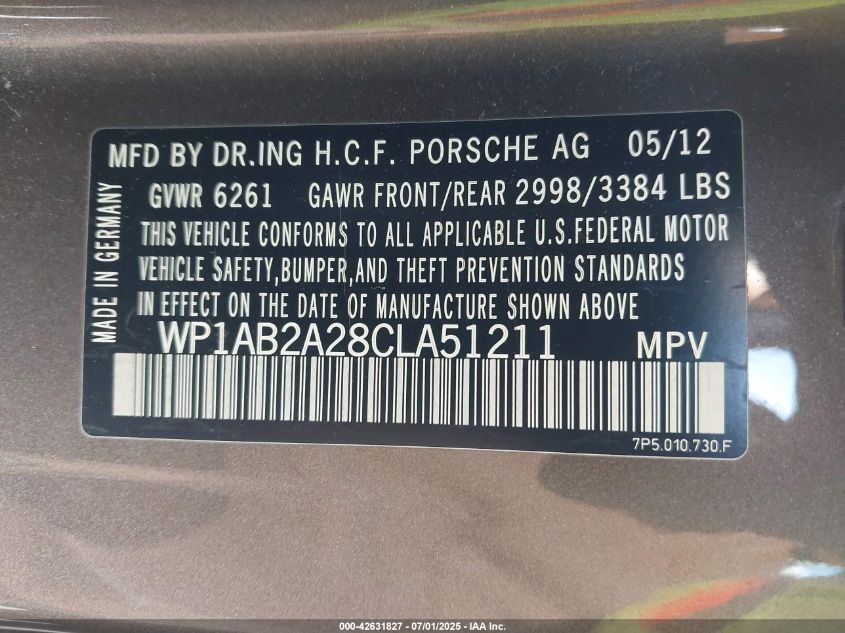 MFD BY DR.ING H.C.F. PORSCHE AG 05/12
GVWR 6261 GAWR FRONT/REAR 2998/3384 LBS
THIS VEHICLE CONFORMS TO ALL APPLICABLE U.S.FEDERAL MOTOR
VEHICLE SAFETY,BUMPER,AND THEFT PREVENTION STANDARDS
IN EFFECT ON THE DATE OF MANUFACTURE SHOWN ABOVE
MADE IN GERMANY
WP1AB2A28CLA51211 MPV
7P5.010.730.F
000-42631827 - 07/01/2025 - IAA Inc.